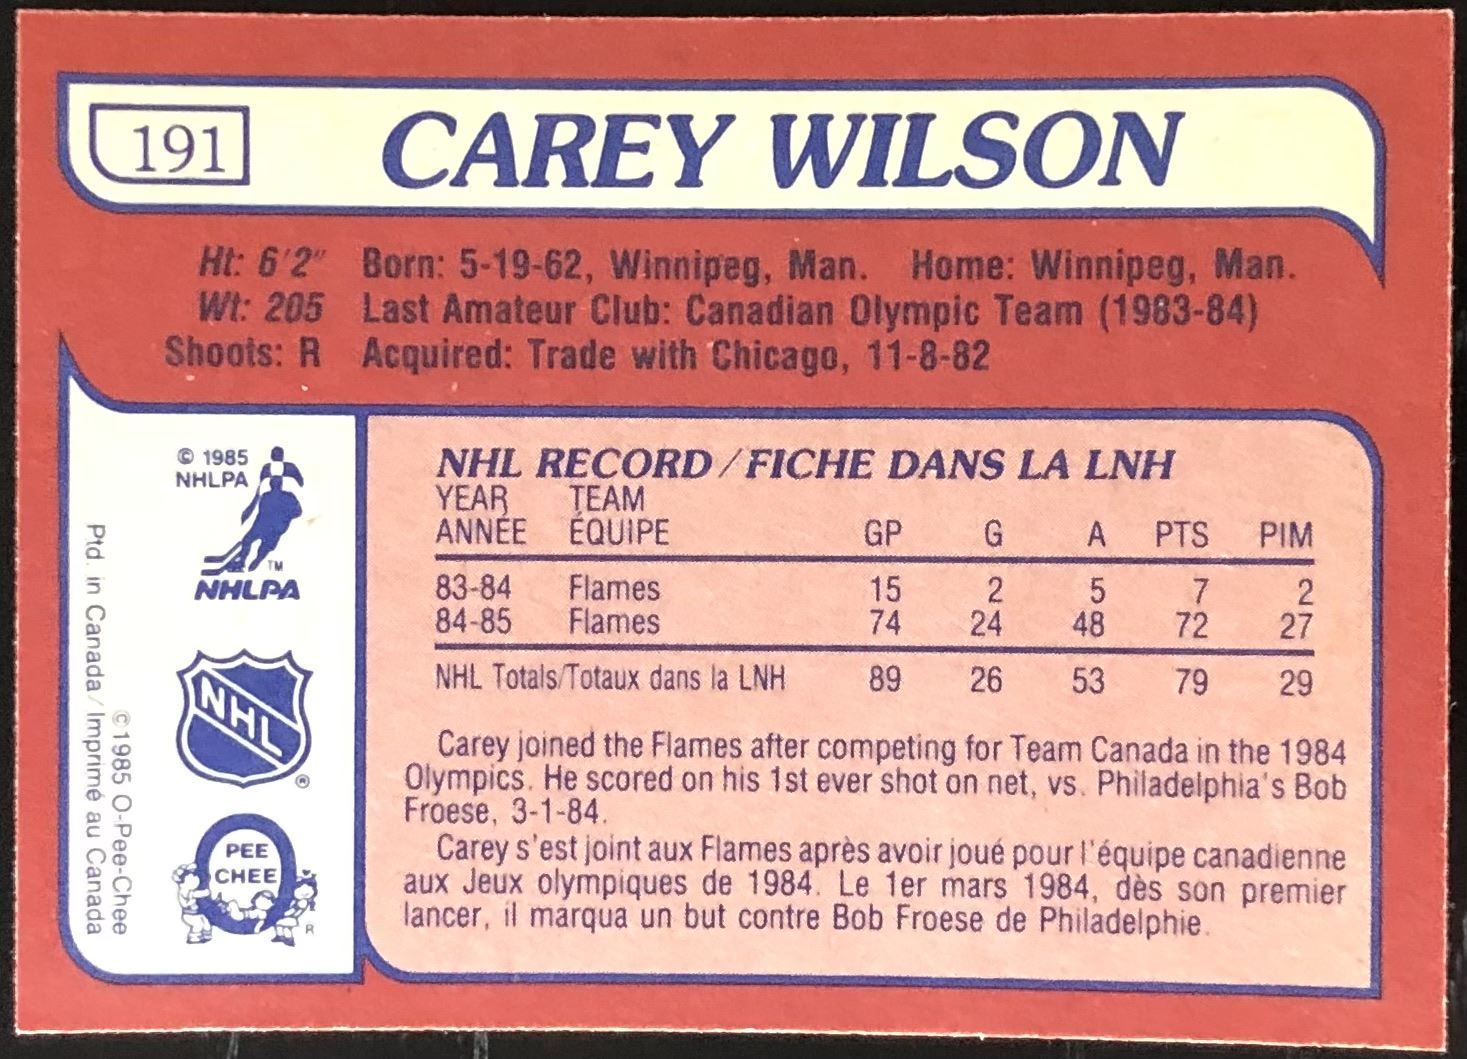 191
CAREY WILSON
Ht: 6'2" Born: 5-19-62, Winnipeg, Man. Home: Winnipeg, Man.
Wt: 205 Last Amateur Club: Canadian Olympic Team (1983-84)
Shoots: R Acquired: Trade with Chicago, 11-8-82
© 1985
NHLPA
TM
NHLPA
NHL
®
PEE
CHEE
R
©1985 O-Pee-Chee
Ptd. in Canada/Imprimé au Canada
NHL RECORD/FICHE DANS LA LNH
YEAR TEAM
ANNÉE ÉQUIPE GP G A PTS PIM
83-84 Flames 15 2 5 7 2
84-85 Flames 74 24 48 72 27
NHL Totals/Totaux dans la LNH 89 26 53 79 29
Carey joined the Flames after competing for Team Canada in the 1984
Olympics. He scored on his 1st ever shot on net, vs. Philadelphia's Bob
Froese, 3-1-84.
Carey s'est joint aux Flames après avoir joué pour l'équipe canadienne
aux Jeux olympiques de 1984. Le 1er mars 1984, dès son premier
lancer, il marqua un but contre Bob Froese de Philadelphie.